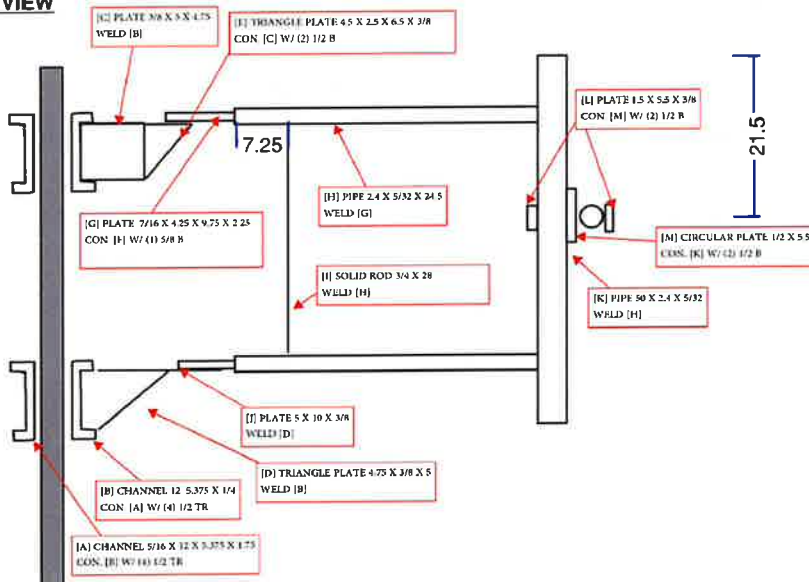 VIEW
[C] PLATE 3/8 X 5 X 4.75
WELD [B]
[E] TRIANGLE PLATE 4.5 X 2.5 X 6.5 X 3/8
CON [C] W/ (2) 1/2 B
[L] PLATE 1.5 X 5.5 X 3/8
CON [M] W/ (2) 1/2 B
21.5
7.25
[H] PIPE 2.4 X 5/32 X 24.5
WELD [G]
[G] PLATE 7/16 X 4.25 X 9.75 X 2.25
CON [F] W/ (1) 5/8 B
[M] CIRCULAR PLATE 1/2 X 5.5
CON. [K] W/ (2) 1/2 B
[I] SOLID ROD 3/4 X 28
WELD [H]
[K] PIPE 50 X 2.4 X 5/32
WELD [H]
[J] PLATE 5 X 10 X 3/8
WELD [D]
[D] TRIANGLE PLATE 4.75 X 3/8 X 5
WELD [B]
[B] CHANNEL 12 5.375 X 1/4
CON [A] W/ (4) 1/2 TR
[A] CHANNEL 5/16 X 12 X 5.375 X 1.75
CON. [B] W/ (4) 1/2 TR